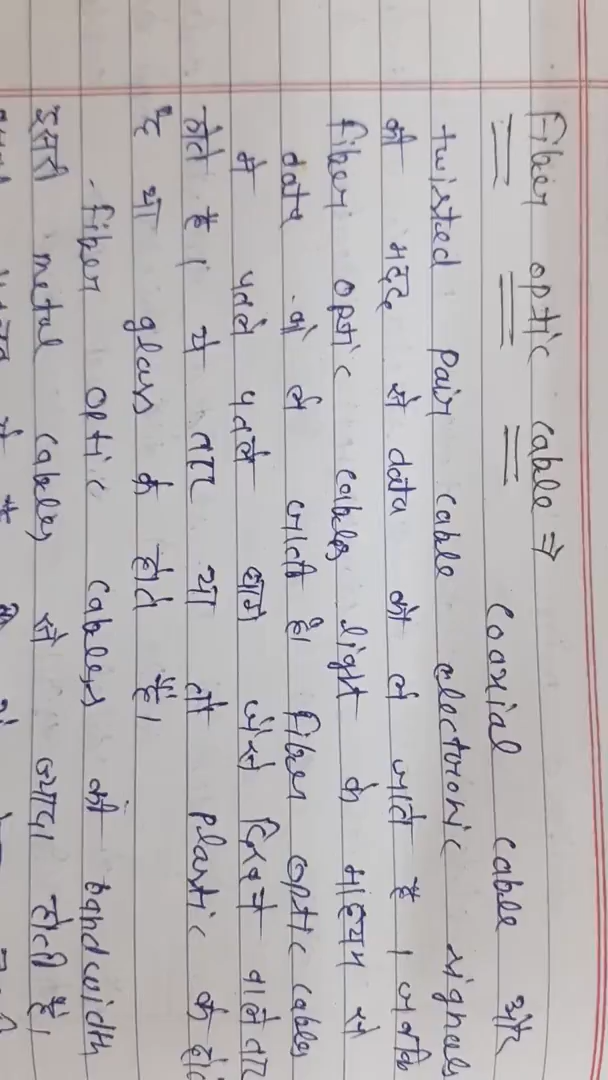 Fiber optic cable ⇒
coaxial cable और
twisted pair cable electronic signals
की मदद से data को ले जाते है। जबकि
fiber optic cables light के माध्यम से
data को ले जाती है। fiber optic cables
में पतले पतले धागे जैसे दिखने वाले तार
होते है। ये तार या तो plastic के होते
है या glass के होते हैं।
. fiber optic cables की bandwidth
दूसरी metal cables से ज्यादा होती है।